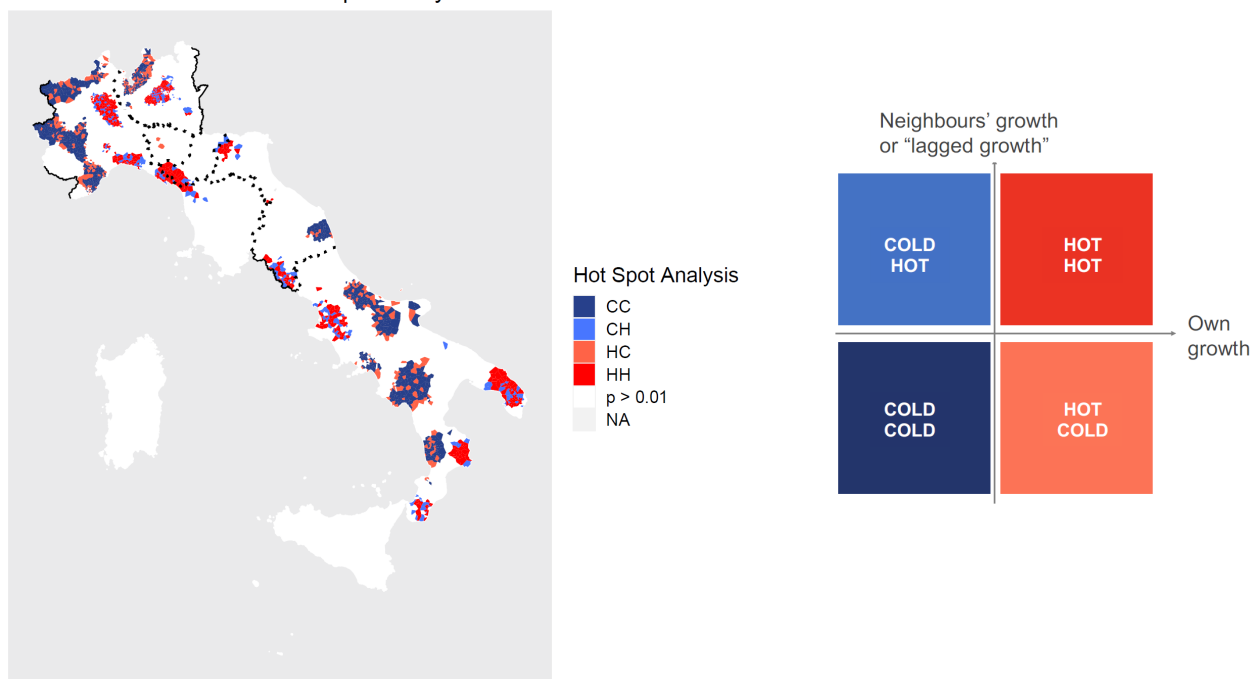 Hot Spot Analysis
CC
CH
HC
HH
p > 0.01
NA
Neighbours’ growth
or “lagged growth”
COLD
HOT
HOT
HOT
Own
growth
COLD
COLD
HOT
COLD